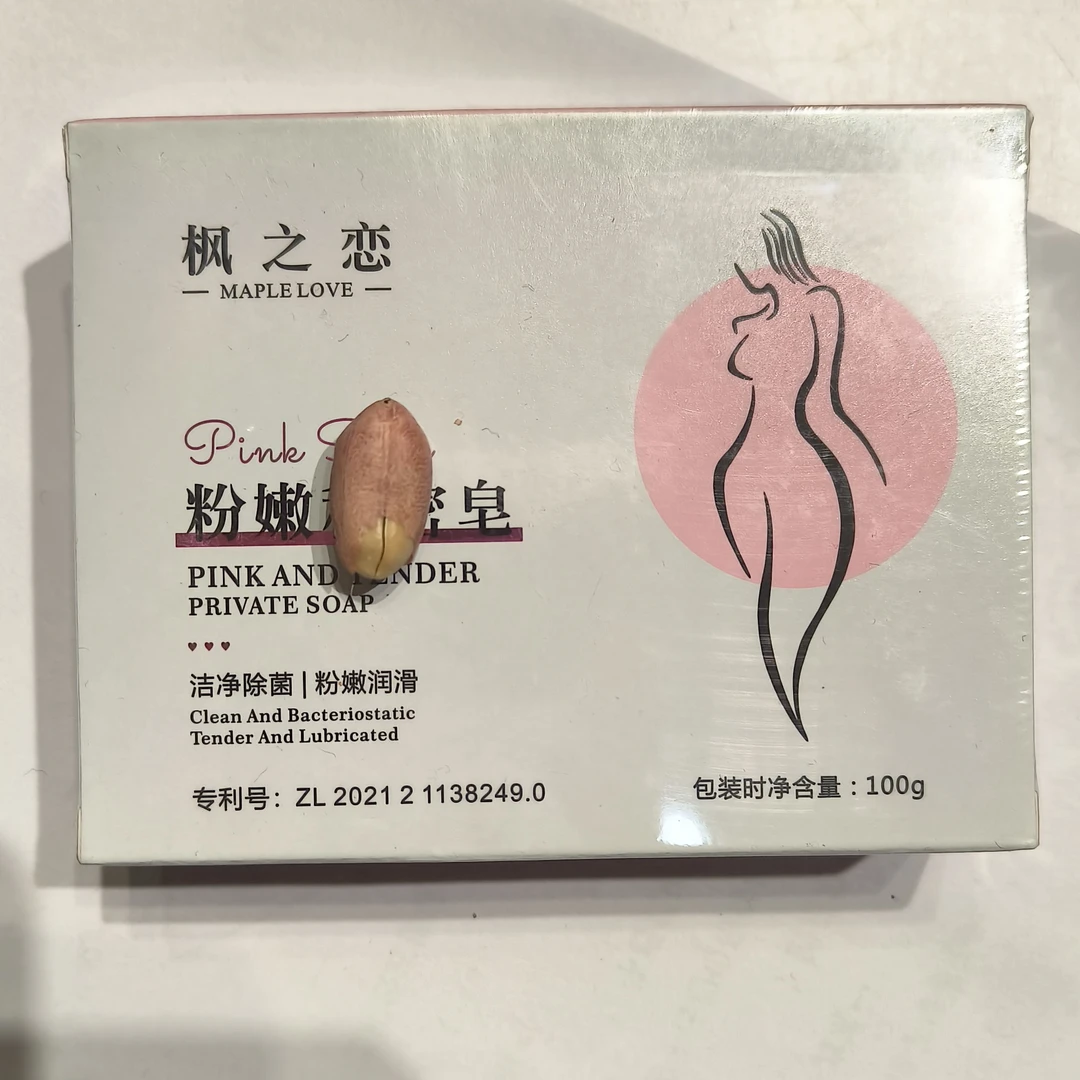 枫之恋
MAPLE LOVE
Pink
粉嫩 皂
PINK AND TENDER
PRIVATE SOAP
洁净除菌 | 粉嫩润滑
Clean And Bacteriostatic
Tender And Lubricated
专利号：ZL 2021 2 1138249.0
包装时净含量：100g